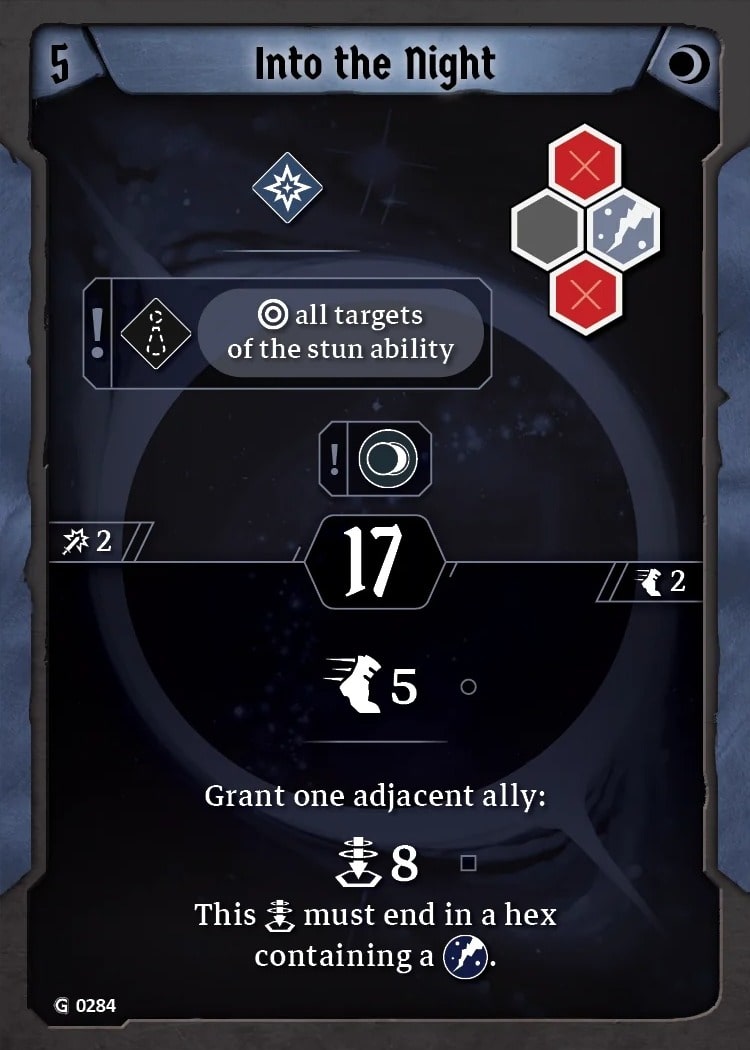 5
Into the Night
!
all targets
of the stun ability
!
2
17
2
5
Grant one adjacent ally:
8
This must end in a hex
containing a .
G 0284